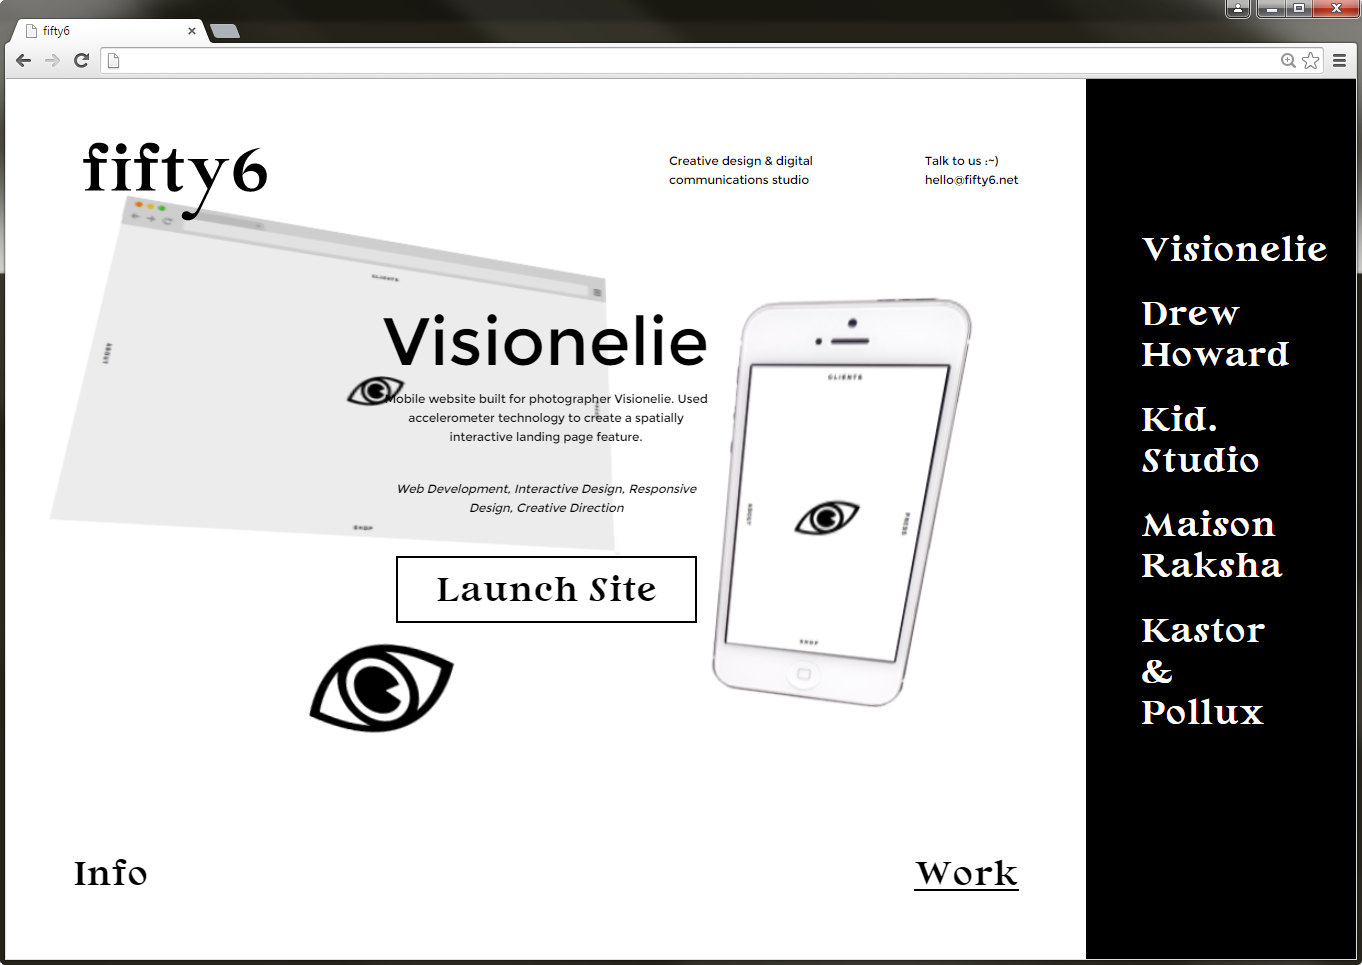 fifty6
fifty6
Creative design & digital
communications studio
Talk to us :~)
hello@fifty6.net
CLIENTS
ABOUT
SHOP
Visionelie
Mobile website built for photographer Visionelie. Used
accelerometer technology to create a spatially
interactive landing page feature.
Web Development, Interactive Design, Responsive
Design, Creative Direction
Launch Site
CLIENTS
ABOUT
PRESS
SHOP
Visionelie
Drew
Howard
Kid.
Studio
Maison
Raksha
Kastor
&
Pollux
Info
Work